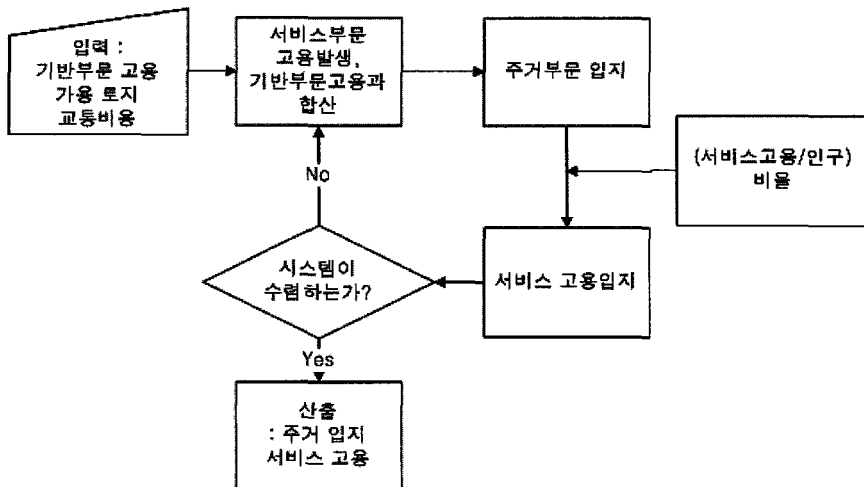 입력 :
기반부문 고용
가용 토지
교통비용
서비스부문
고용발생,
기반부문고용과
합산
주거부문 입지
(서비스고용/인구)
비율
No
시스템이
수렴하는가?
서비스 고용입지
Yes
산출
: 주거 입지
서비스 고용